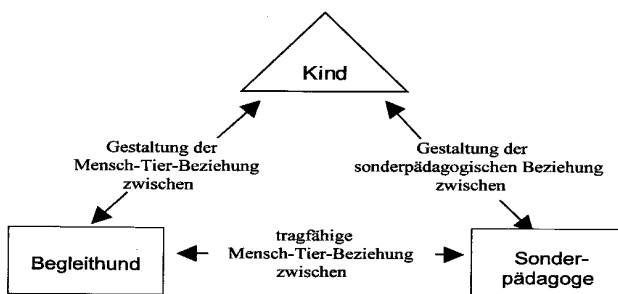 Kind
Gestaltung der
Mensch-Tier-Beziehung
zwischen
Gestaltung der
sonderpädagogischen Beziehung
zwischen
Begleithund
tragfähige
Mensch-Tier-Beziehung
zwischen
Sonder-
pädagoge